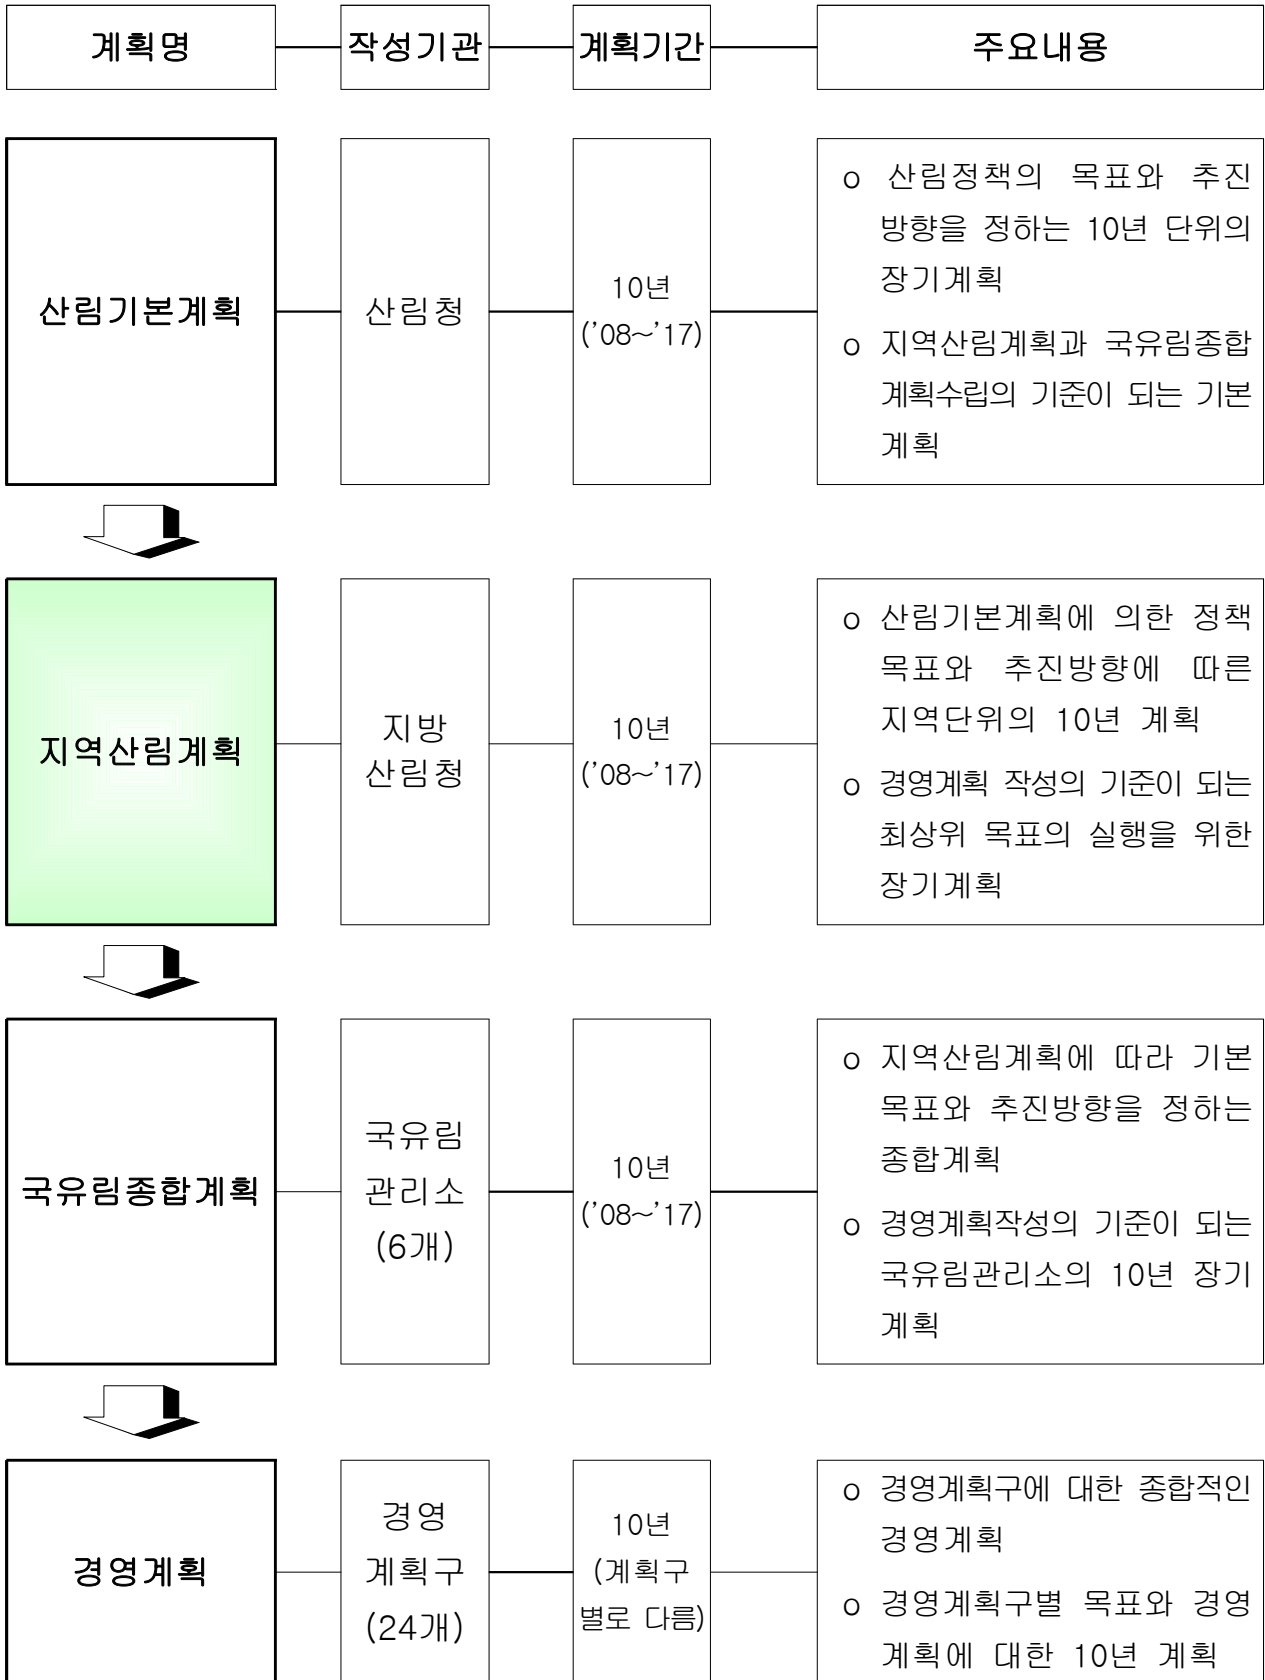 계획명 작성기관 계획기간 주요내용
산림기본계획
산림청
10년
(’08~’17)
o 산림정책의 목표와 추진
방향을 정하는 10년 단위의
장기계획
o 지역산림계획과 국유림종합
계획수립의 기준이 되는 기본
계획
지역산림계획
지방
산림청
10년
(’08~’17)
o 산림기본계획에 의한 정책
목표와 추진방향에 따른
지역단위의 10년 계획
o 경영계획 작성의 기준이 되는
최상위 목표의 실행을 위한
장기계획
국유림종합계획
국유림
관리소
(6개)
10년
(’08~’17)
o 지역산림계획에 따라 기본
목표와 추진방향을 정하는
종합계획
o 경영계획작성의 기준이 되는
국유림관리소의 10년 장기
계획
경영계획
경영
계획구
(24개)
10년
(계획구
별로 다름)
o 경영계획구에 대한 종합적인
경영계획
o 경영계획구별 목표와 경영
계획에 대한 10년 계획